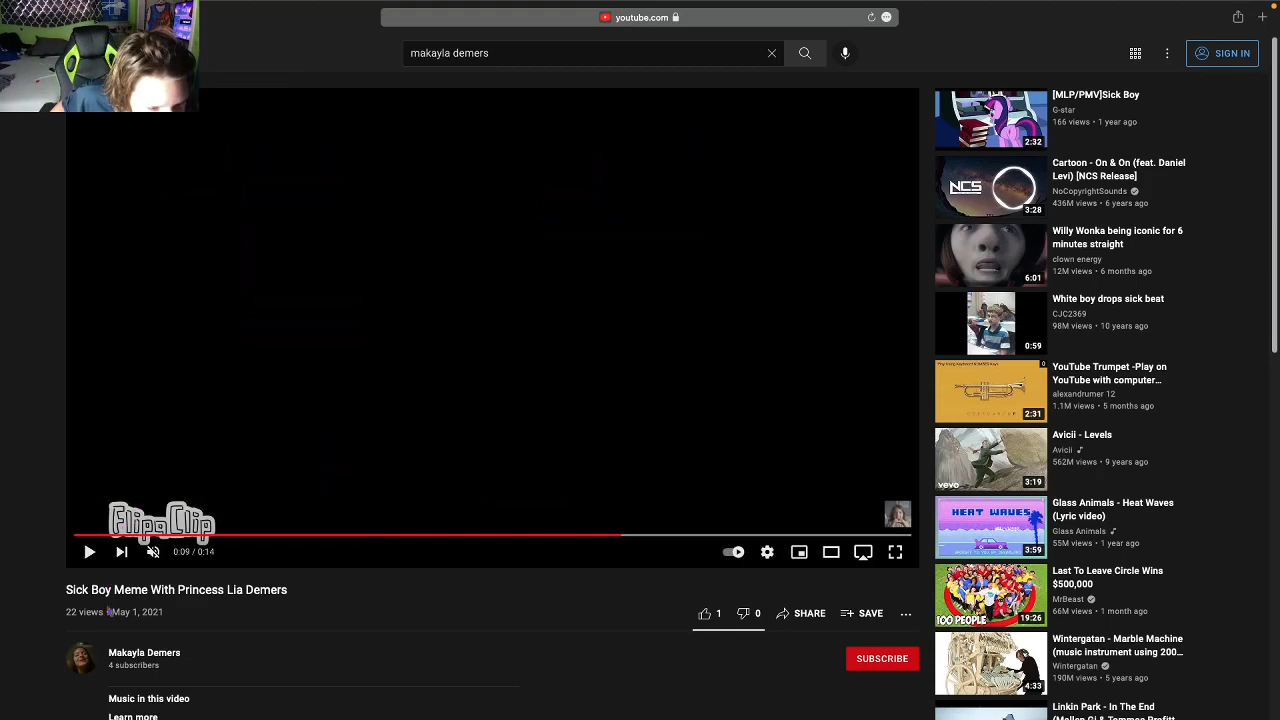 youtube.com
makayla demers
SIGN IN
FlipaClip
0:09 / 0:14
Sick Boy Meme With Princess Lia Demers
22 views • May 1, 2021
1
0
SHARE
SAVE
Makayla Demers
4 subscribers
SUBSCRIBE
Music in this video
Learn more
[MLP/PMV]Sick Boy
G-star
166 views • 1 year ago
2:32
Cartoon - On & On (feat. Daniel
Levi) [NCS Release]
NoCopyrightSounds
436M views • 6 years ago
NCS
3:28
Willy Wonka being iconic for 6
minutes straight
clown energy
12M views • 6 months ago
6:01
White boy drops sick beat
CJC2369
98M views • 10 years ago
0:59
YouTube Trumpet -Play on
YouTube with computer...
alexandrumer 12
1.1M views • 5 months ago
2:31
Avicii - Levels
Avicii
562M views • 9 years ago
vevo
3:19
Glass Animals - Heat Waves
(Lyric video)
Glass Animals
55M views • 1 year ago
HEAT WAVES
3:59
Last To Leave Circle Wins
$500,000
MrBeast
66M views • 1 month ago
100 PEOPLE
19:26
Wintergatan - Marble Machine
(music instrument using 200...
Wintergatan
190M views • 5 years ago
4:33
Linkin Park - In The End